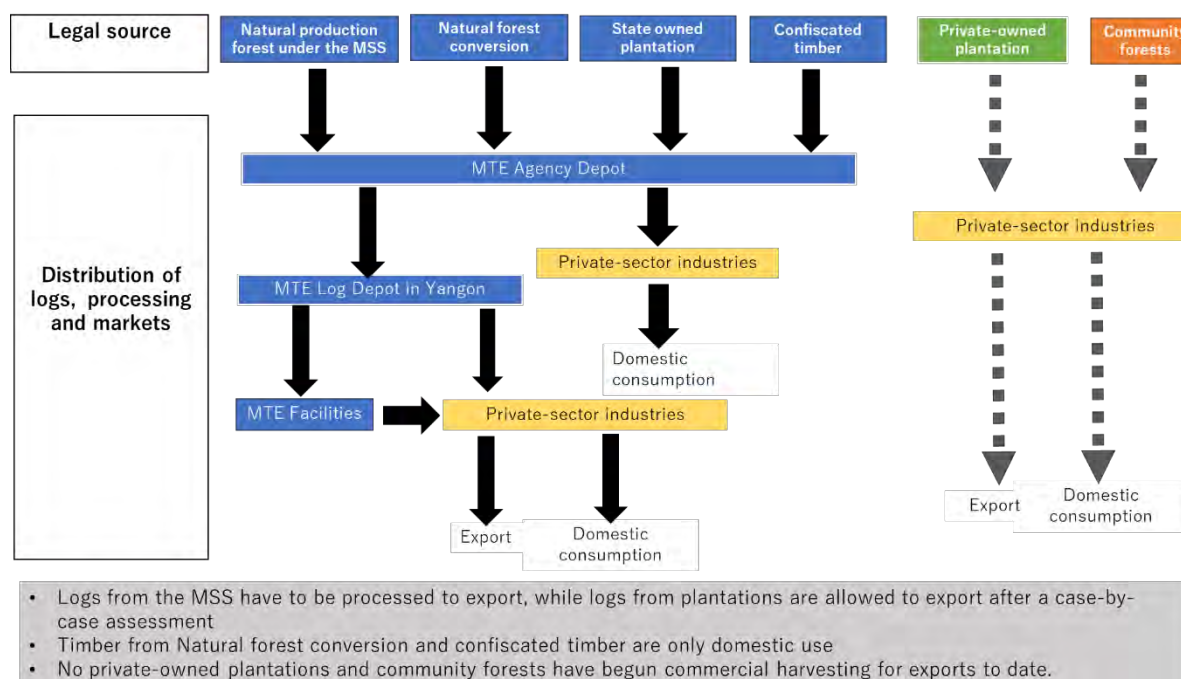 Legal source
Natural production
forest under the MSS
Natural forest
conversion
State owned
plantation
Confiscated
timber
Private-owned
plantation
Community
forests
MTE Agency Depot
Distribution of
logs, processing
and markets
Private-sector industries
Private-sector industries
MTE Log Depot in Yangon
Domestic
consumption
MTE Facilities
Private-sector industries
Export
Domestic
consumption
Export
Domestic
consumption
• Logs from the MSS have to be processed to export, while logs from plantations are allowed to export after a case-by-
case assessment
• Timber from Natural forest conversion and confiscated timber are only domestic use
• No private-owned plantations and community forests have begun commercial harvesting for exports to date.